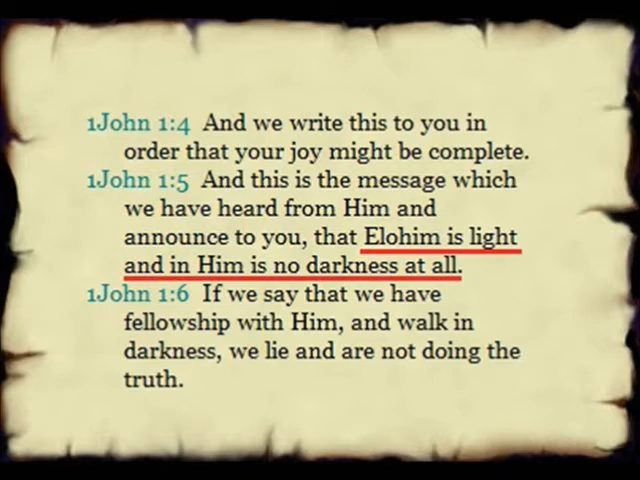 1John 1:4 And we write this to you in
order that your joy might be complete.
1John 1:5 And this is the message which
we have heard from Him and
announce to you, that Elohim is light
and in Him is no darkness at all.
1John 1:6 If we say that we have
fellowship with Him, and walk in
darkness, we lie and are not doing the
truth.